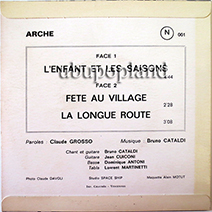 ARCHE
N 001
FACE 1
L'ENFANT ET LES SAISONS
FACE 2
FETE AU VILLAGE
2'28
LA LONGUE ROUTE
3'08
Paroles : Claude GROSSO Musique : Bruno CATALDI
Chant et guitare Bruno CATALDI
Guitare Jean CUICONI
Basse Dominique ANTONI
Tabla Laurent MARTINETTI
Photo Claude DAVOLI Studio SPACE SHIP Maquette Alain MOTUT